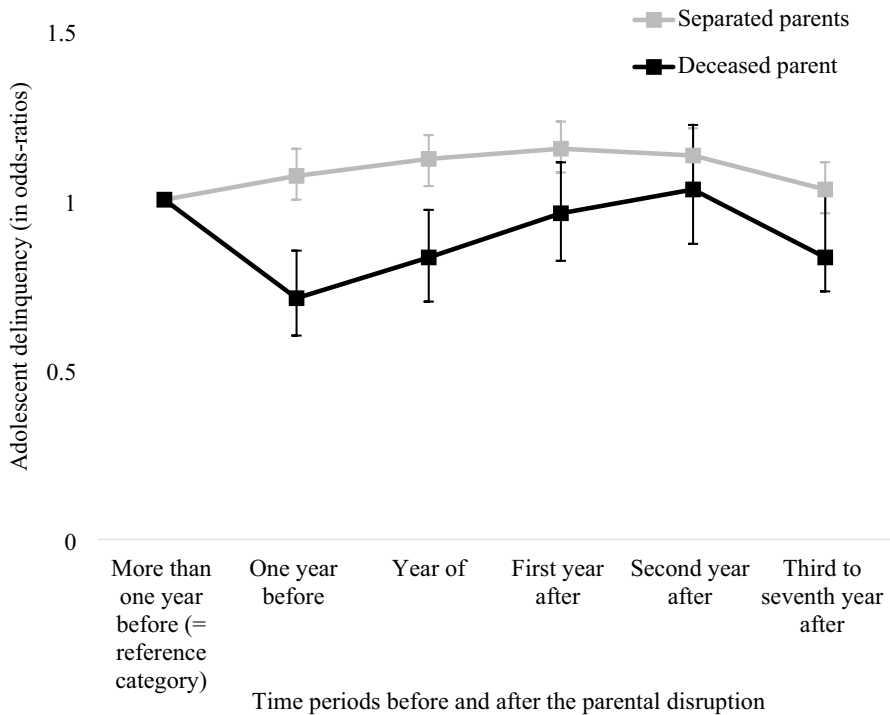 Separated parents
Deceased parent
Adolescent delinquency (in odds-ratios)
1.5
1
0.5
0
More than
one year
before (=
reference
category)
One year
before
Year of
First year
after
Second year
after
Third to
seventh year
after
Time periods before and after the parental disruption